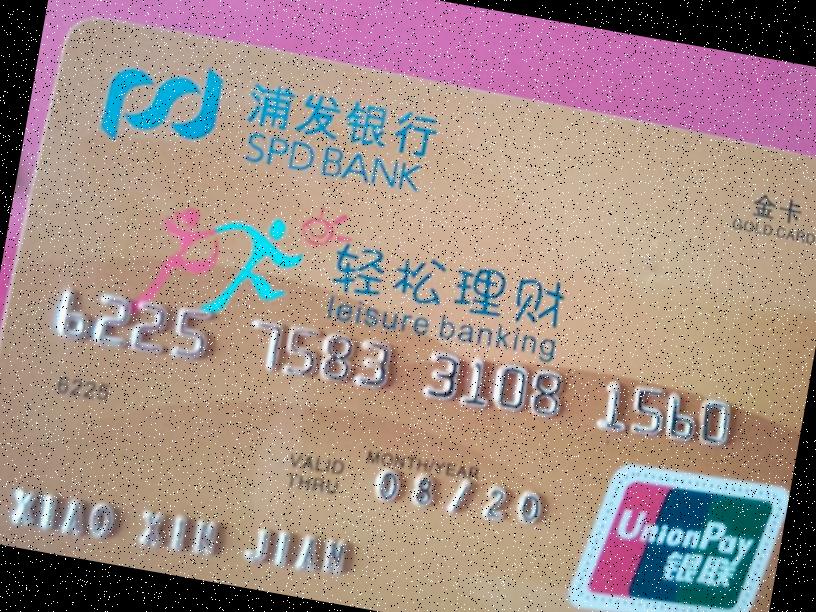 浦发银行
SPD BANK
金卡
GOLD CARD
轻松理财
leisure banking
6225 7583 3108 1560
6226
VALID THRU
MONTH/YEAR
08/20
XIAO XIN JIAN
UnionPay
银联